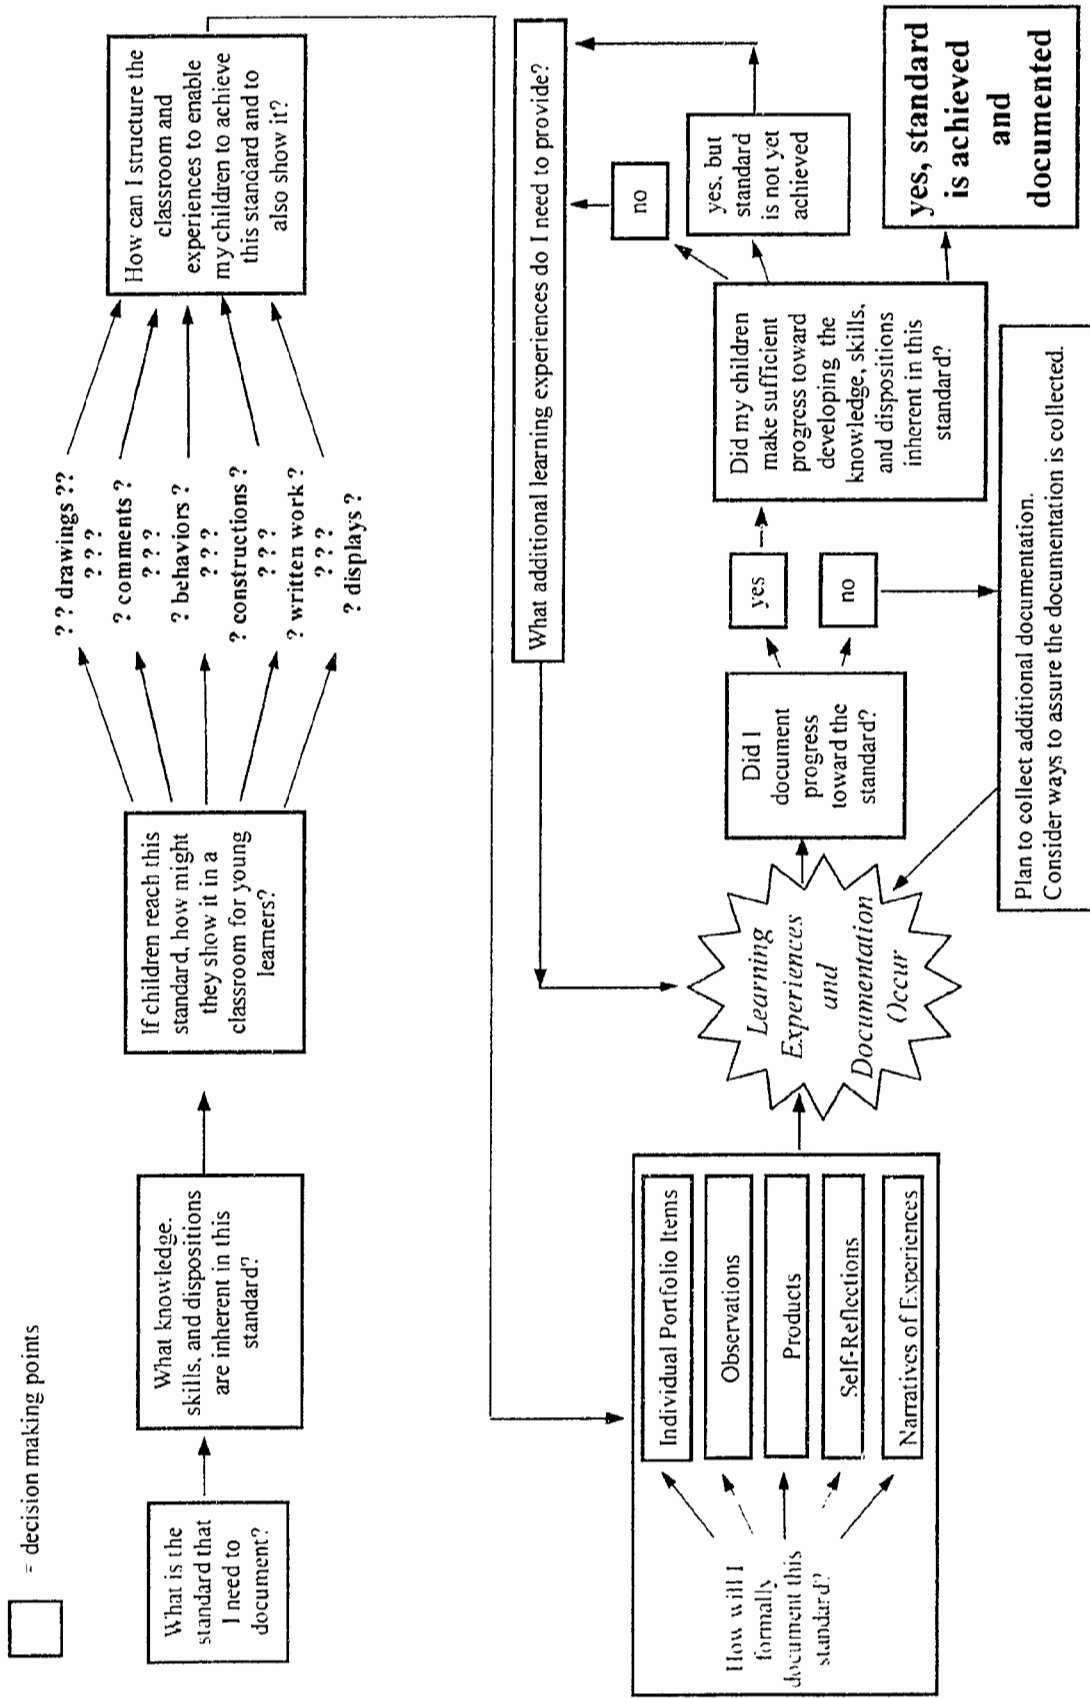 = decision making points
What is the
standard that
I need to
document?
What knowledge,
skills, and dispositions
are inherent in this
standard?
If children reach this
standard, how might
they show it in a
classroom for young
learners?
? ? drawings ??
? ? ?
? comments ?
? ? ?
? behaviors ?
? ? ?
? constructions ?
? ? ?
? written work ?
? ? ?
? displays ?
How can I structure the
classroom and
experiences to enable
my children to achieve
this standard and to
also show it?
How will I
formally
document this
standard?
Individual Portfolio Items
Observations
Products
Self-Reflections
Narratives of Experiences
Learning
Experiences
and
Documentation
Occur
Did I
document
progress
toward the
standard?
yes
no
Plan to collect additional documentation.
Consider ways to assure the documentation is collected.
Did my children
make sufficient
progress toward
developing the
knowledge, skills,
and dispositions
inherent in this
standard?
no
yes, but
standard
is not yet
achieved
yes, standard
is achieved
and
documented
What additional learning experiences do I need to provide?